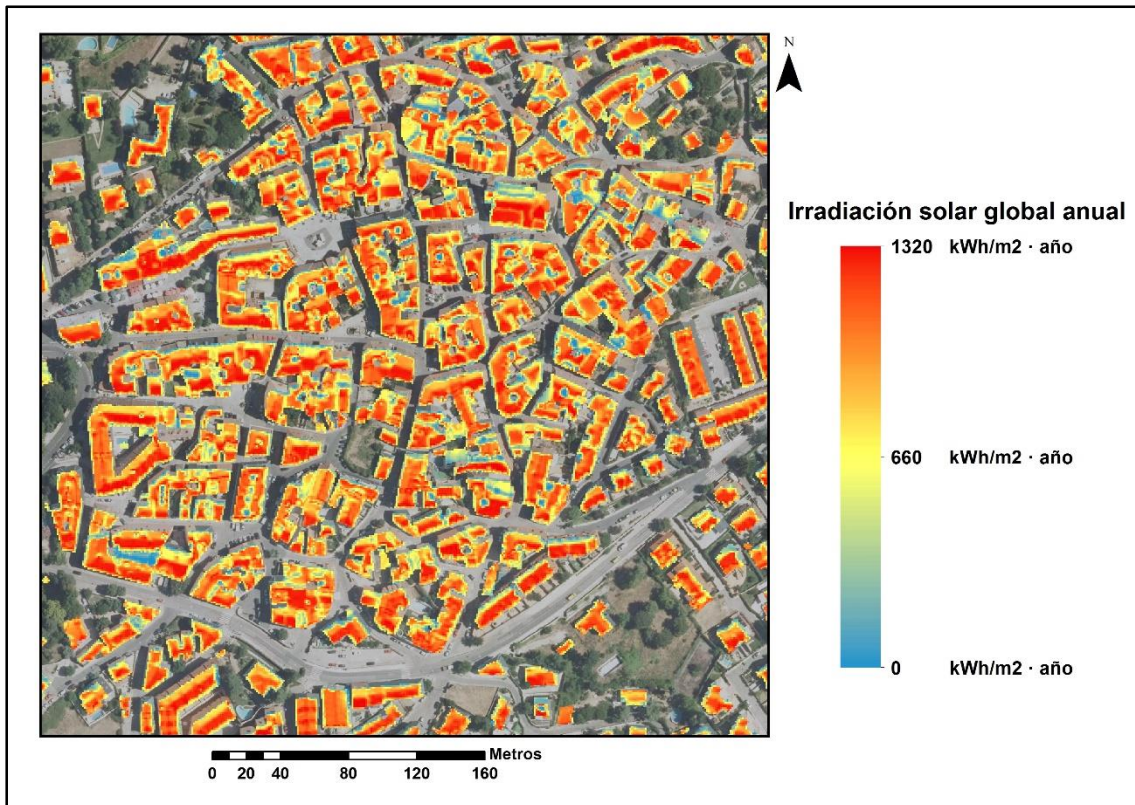 N
Irradiación solar global anual
1320 kWh/m2 · año
660 kWh/m2 · año
0 kWh/m2 · año
Metros
0 20 40 80 120 160